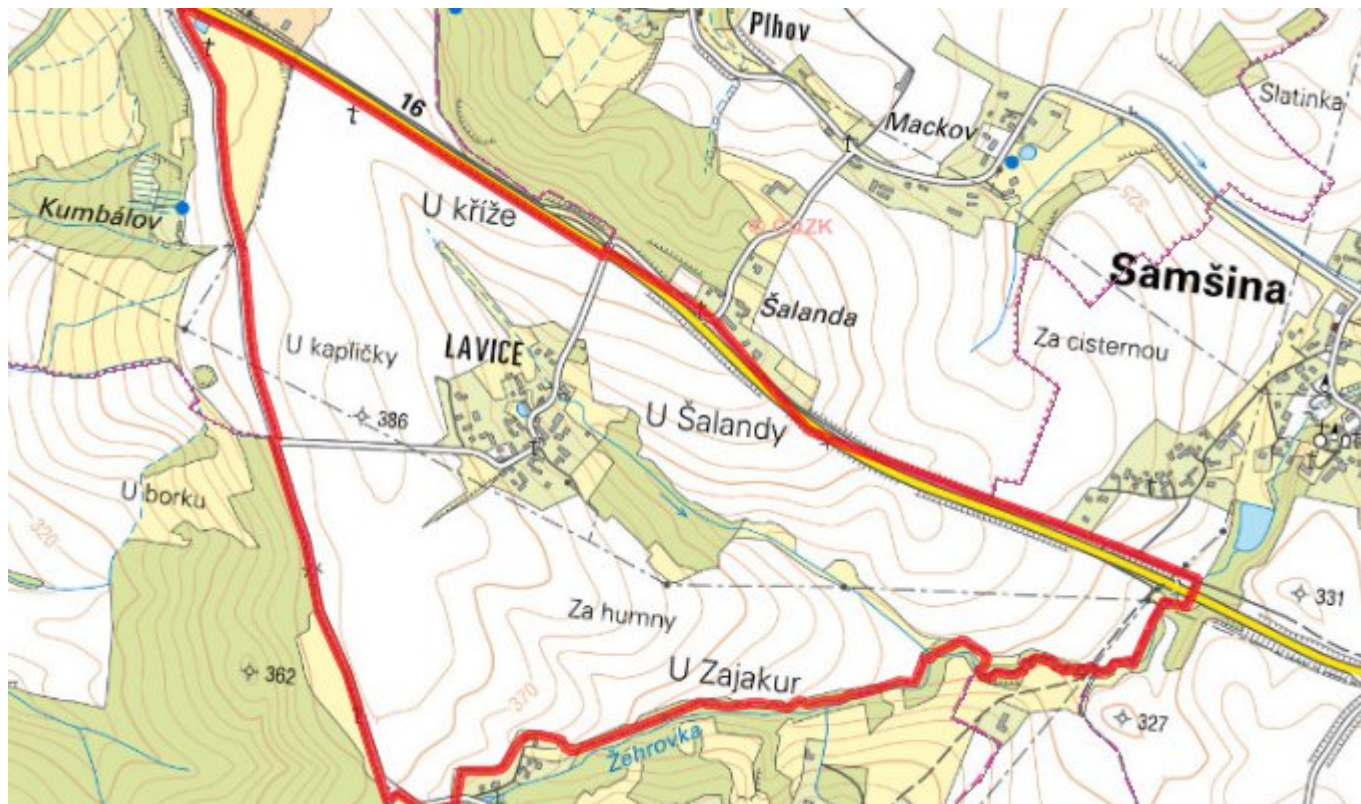 Plhov
Slatinka
16
Mackov
Kumbálov
U kříže
325
© ČÚZK
Samšina
Šalanda
LAVICE
U kapličky
Za cisternou
386
U Šalandy
U borku
320
Za humny
331
362
U Zajakur
370
327
Žehrovka